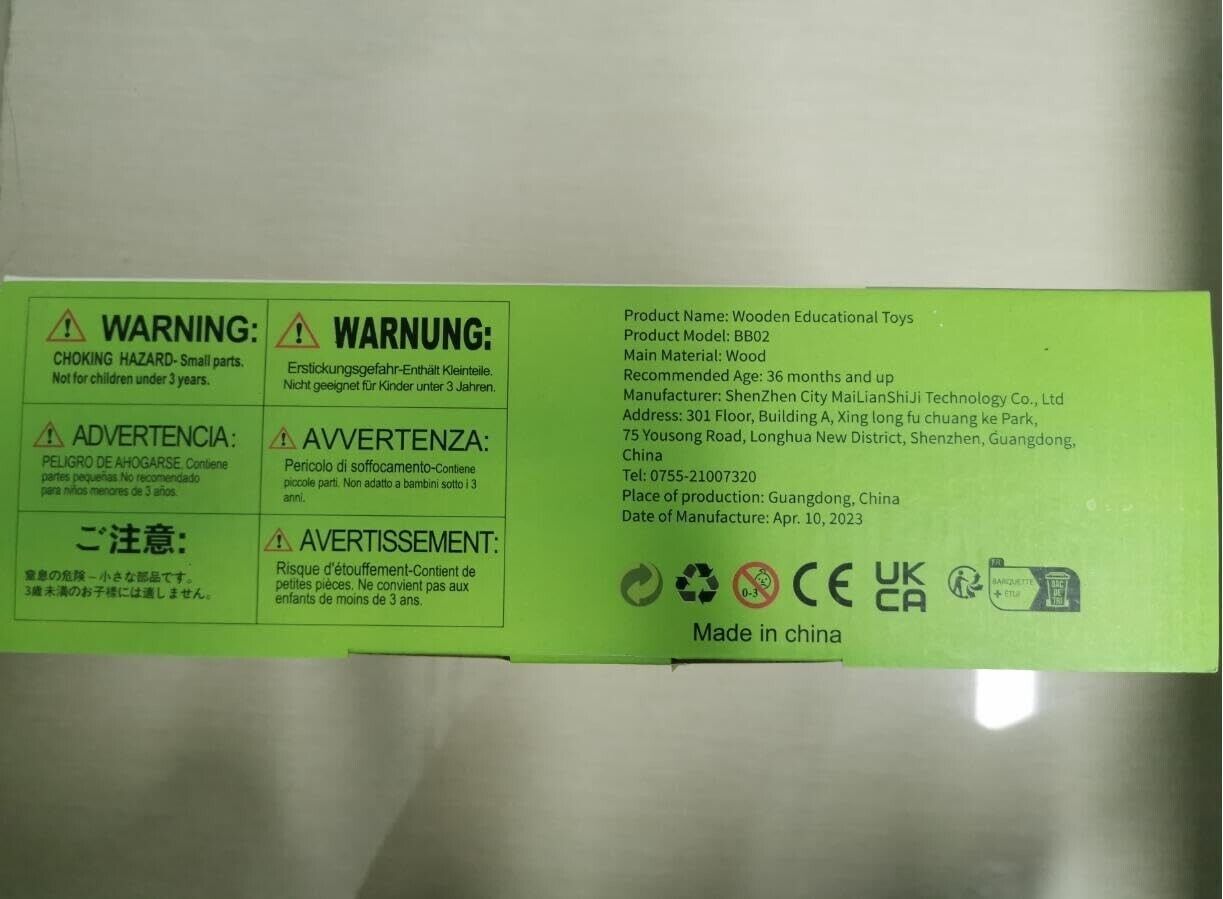 WARNING:
CHOKING HAZARD- Small parts.
Not for children under 3 years.
WARNUNG:
Erstickungsgefahr-Enthält Kleinteile.
Nicht geeignet für Kinder unter 3 Jahren.
ADVERTENCIA:
PELIGRO DE AHOGARSE. Contiene
partes pequeñas.No recomendado
para niños menores de 3 años.
AVVERTENZA:
Pericolo di soffocamento-Contiene
piccole parti. Non adatto a bambini sotto i 3
anni.
ご注意:
窒息の危険－小さな部品です。
3歳未満のお子様には適しません。
AVERTISSEMENT:
Risque d'étouffement-Contient de
petites pièces. Ne convient pas aux
enfants de moins de 3 ans.
Product Name: Wooden Educational Toys
Product Model: BB02
Main Material: Wood
Recommended Age: 36 months and up
Manufacturer: ShenZhen City MaiLianShiJi Technology Co., Ltd
Address: 301 Floor, Building A, Xing long fu chuang ke Park,
75 Yousong Road, Longhua New District, Shenzhen, Guangdong,
China
Tel: 0755-21007320
Place of production: Guangdong, China
Date of Manufacture: Apr. 10, 2023
0-3
CE
UK
CA
FR
BARQUETTE
+ ÉTUI
BAC
DE
TRI
Made in china